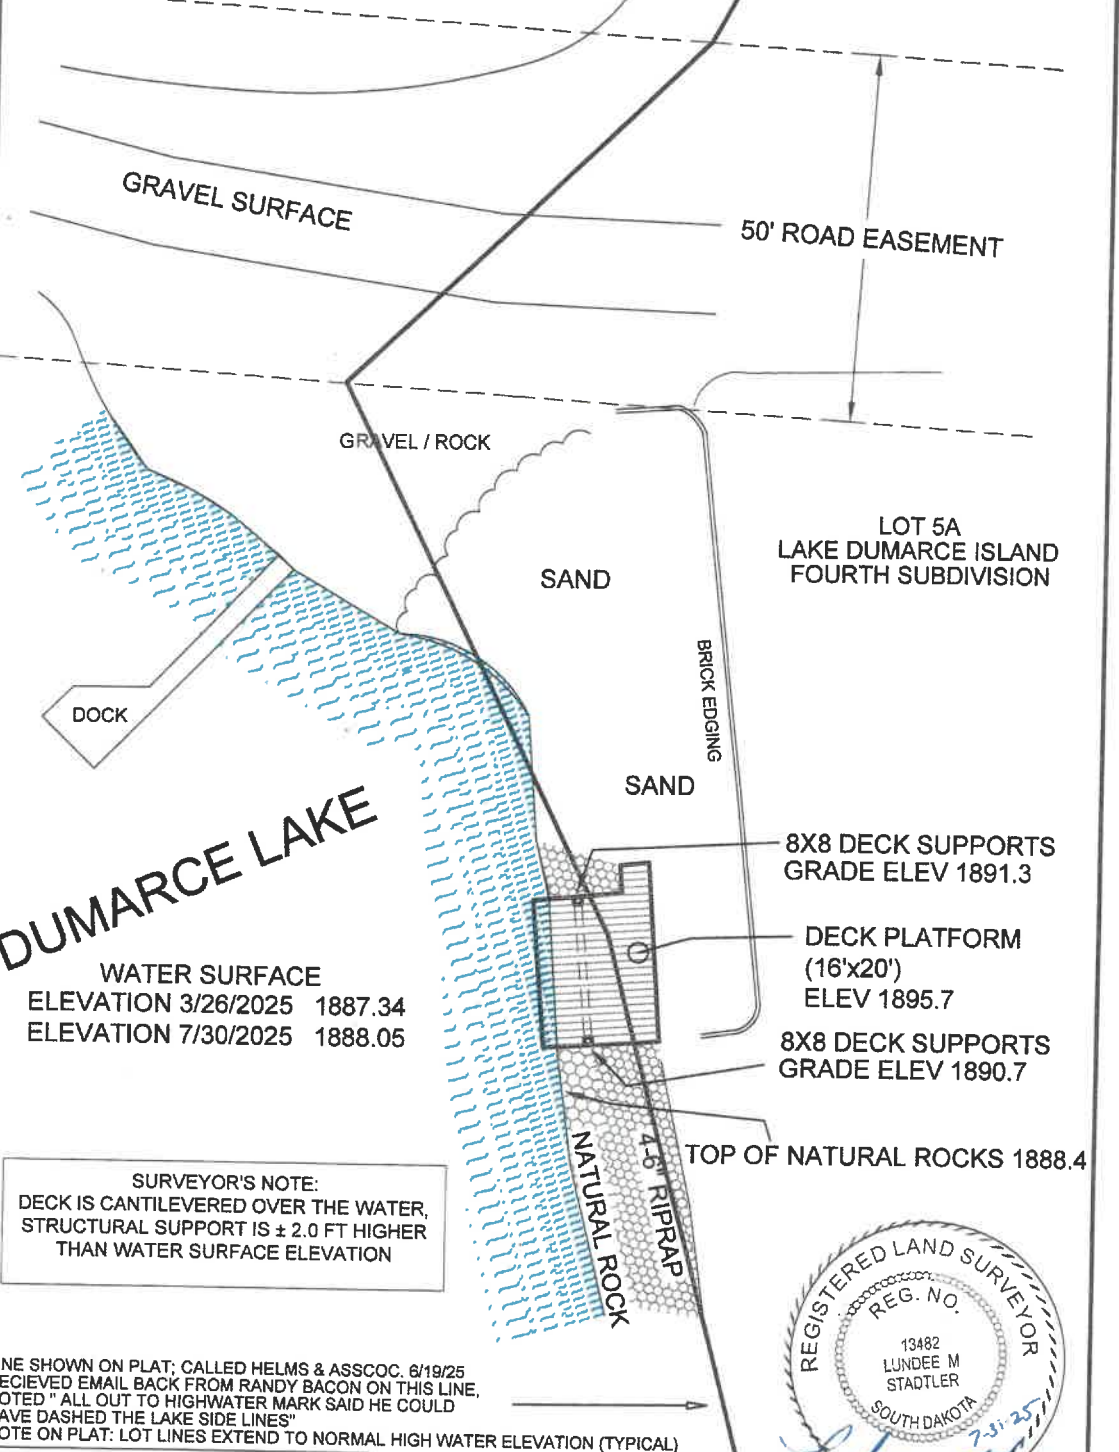 GRAVEL SURFACE
50' ROAD EASEMENT
GRAVEL / ROCK
LOT 5A
LAKE DUMARCE ISLAND
FOURTH SUBDIVISION
SAND
BRICK EDGING
DOCK
SAND
DUMARCE LAKE
8X8 DECK SUPPORTS
GRADE ELEV 1891.3
DECK PLATFORM
(16'x20')
ELEV 1895.7
WATER SURFACE
ELEVATION 3/26/2025 1887.34
ELEVATION 7/30/2025 1888.05
8X8 DECK SUPPORTS
GRADE ELEV 1890.7
TOP OF NATURAL ROCKS 1888.4
NATURAL ROCK
4-6" RIPRAP
SURVEYOR'S NOTE:
DECK IS CANTILEVERED OVER THE WATER,
STRUCTURAL SUPPORT IS ± 2.0 FT HIGHER
THAN WATER SURFACE ELEVATION
REGISTERED LAND SURVEYOR
REG. NO.
13482
LUNDEE M
STADTLER
SOUTH DAKOTA
7-31-25
NE SHOWN ON PLAT; CALLED HELMS & ASSCOC. 6/19/25
ECIEVED EMAIL BACK FROM RANDY BACON ON THIS LINE,
OTED " ALL OUT TO HIGHWATER MARK SAID HE COULD
AVE DASHED THE LAKE SIDE LINES"
OTE ON PLAT: LOT LINES EXTEND TO NORMAL HIGH WATER ELEVATION (TYPICAL)